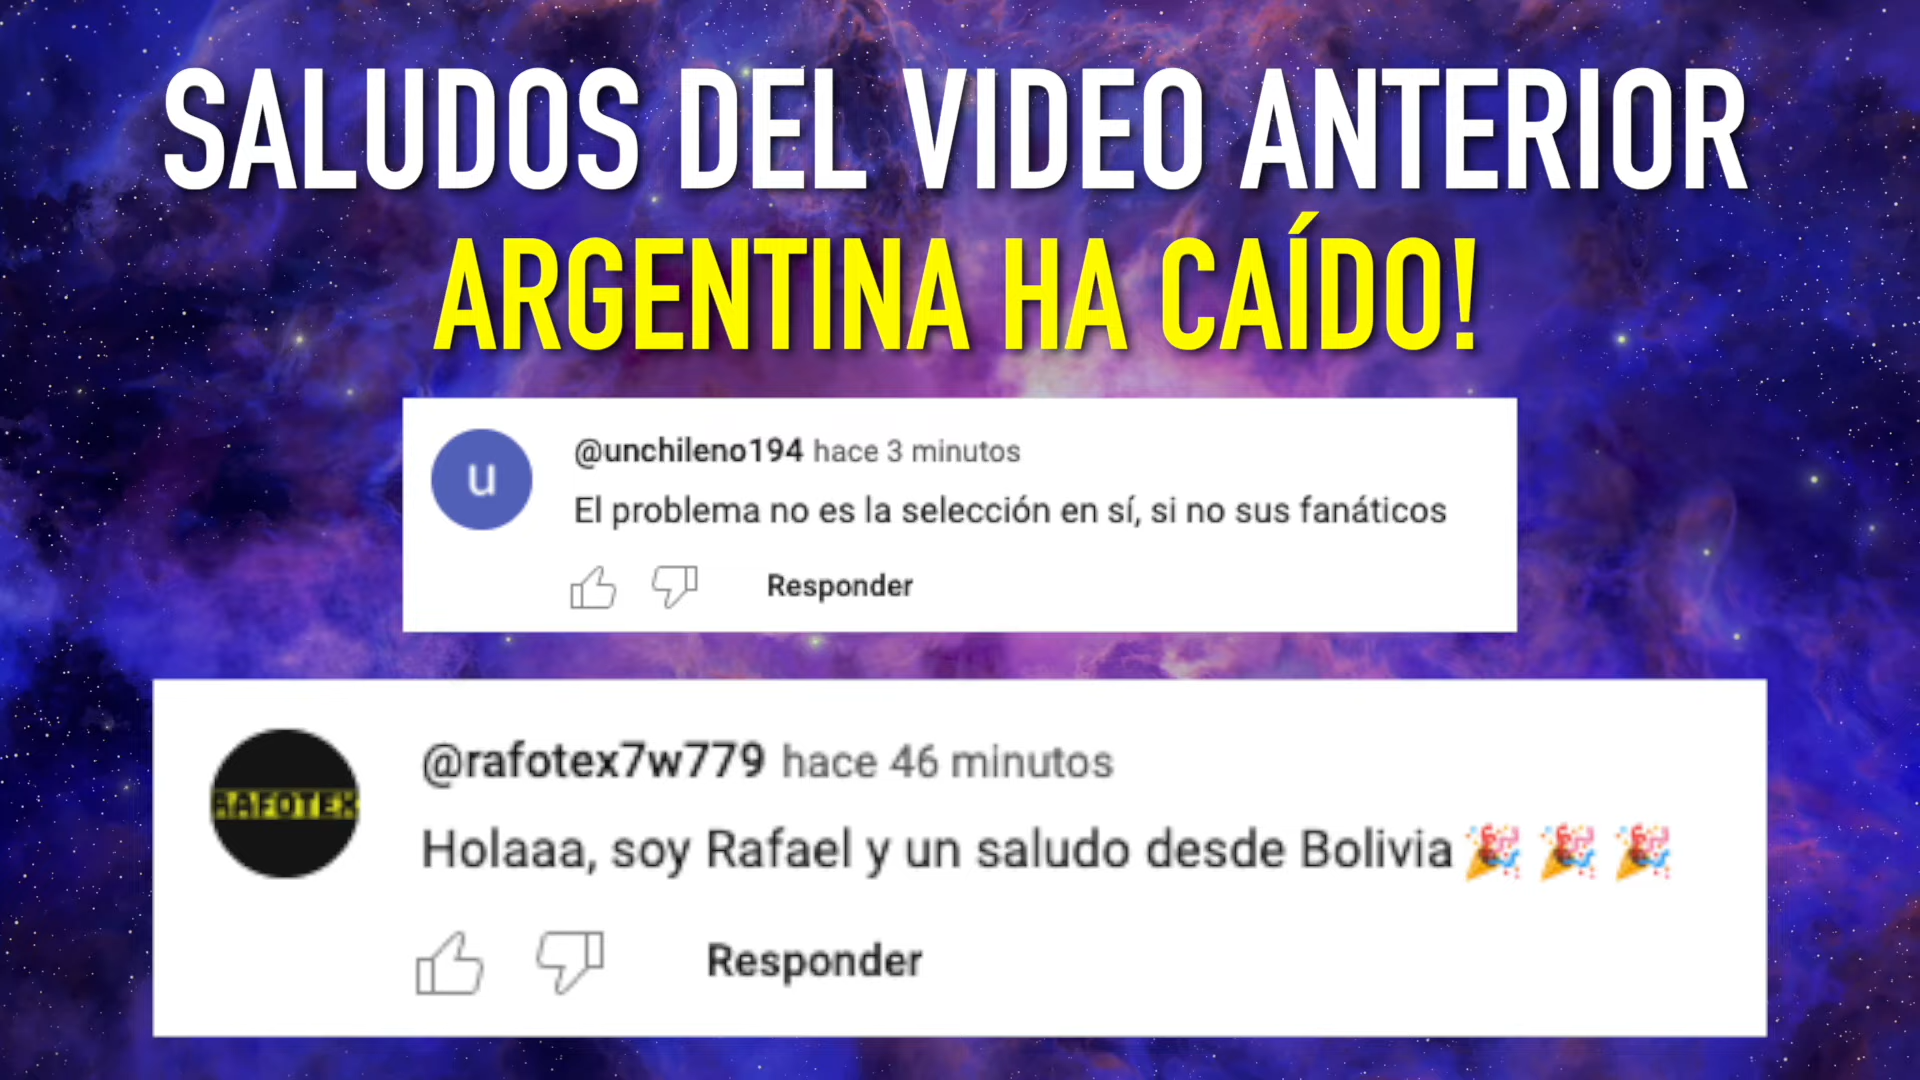 SALUDOS DEL VIDEO ANTERIOR
ARGENTINA HA CAÍDO!
u
@unchileno194 hace 3 minutos
El problema no es la selección en sí, si no sus fanáticos
Responder
RAFOTEX
@rafotex7w779 hace 46 minutos
Holaaa, soy Rafael y un saludo desde Bolivia 🎉 🎉 🎉
Responder